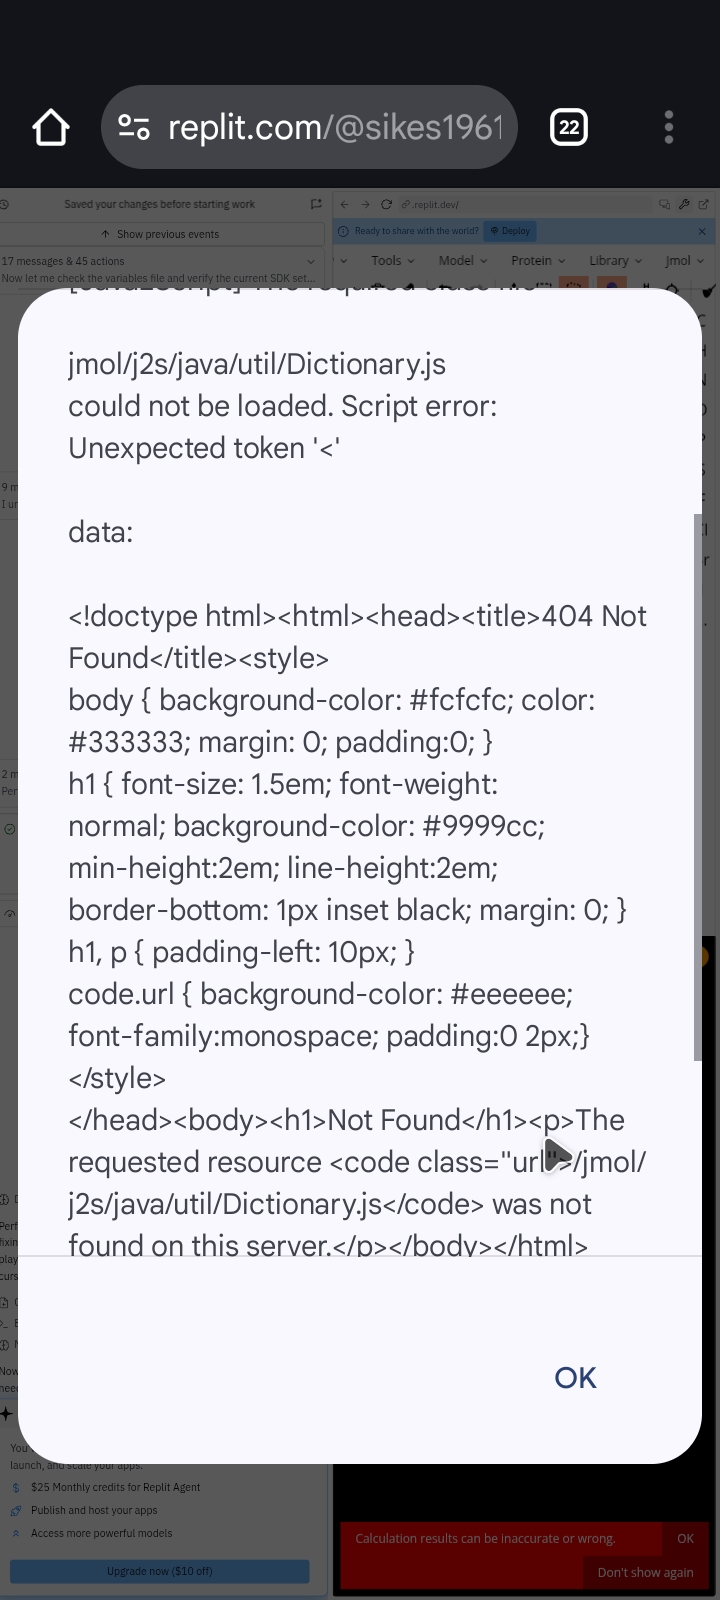 replit.com/@sikes1961
22
Saved your changes before starting work
Show previous events
17 messages & 45 actions
Now let me check the variables file and verify the current SDK set...
.replit.dev/
Ready to share with the world?
Deploy
Tools
Model
Protein
Library
Jmol
jmol/j2s/java/util/Dictionary.js
could not be loaded. Script error:
Unexpected token '<'
data:
<!doctype html><html><head><title>404 Not
Found</title><style>
body { background-color: #fcfcfc; color:
#333333; margin: 0; padding:0; }
h1 { font-size: 1.5em; font-weight:
normal; background-color: #9999cc;
min-height:2em; line-height:2em;
border-bottom: 1px inset black; margin: 0; }
h1, p { padding-left: 10px; }
code.url { background-color: #eeeeee;
font-family:monospace; padding:0 2px;}
</style>
</head><body><h1>Not Found</h1><p>The
requested resource <code class="url">/jmol/
j2s/java/util/Dictionary.js</code> was not
found on this server.</p></body></html>
OK
launch, and scale your apps.
$25 Monthly credits for Replit Agent
Publish and host your apps
Access more powerful models
Upgrade now ($10 off)
Calculation results can be inaccurate or wrong.
OK
Don't show again